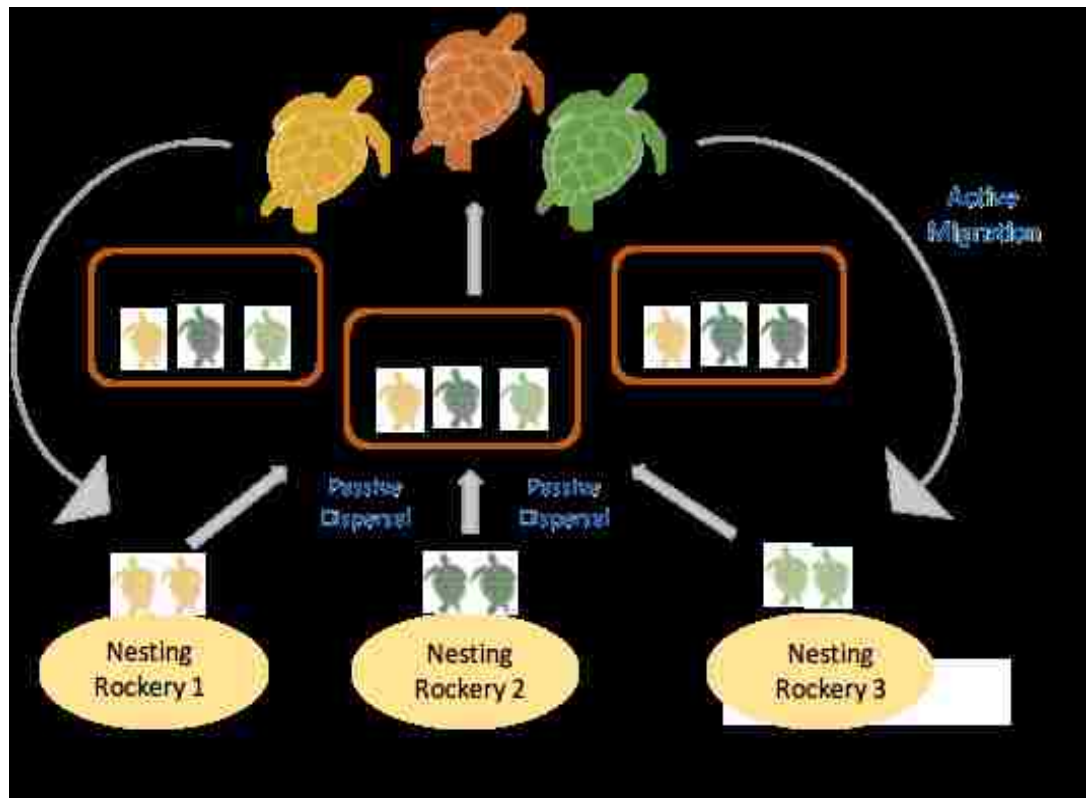 Active
Migration
Passive
Dispersal
Passive
Dispersal
Nesting
Rockery 1
Nesting
Rockery 2
Nesting
Rockery 3